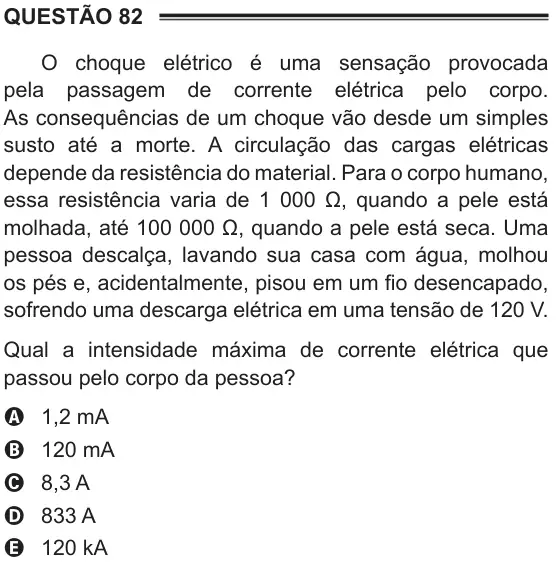 QUESTÃO 82
O choque elétrico é uma sensação provocada
pela passagem de corrente elétrica pelo corpo.
As consequências de um choque vão desde um simples
susto até a morte. A circulação das cargas elétricas
depende da resistência do material. Para o corpo humano,
essa resistência varia de 1 000 Ω, quando a pele está
molhada, até 100 000 Ω, quando a pele está seca. Uma
pessoa descalça, lavando sua casa com água, molhou
os pés e, acidentalmente, pisou em um fio desencapado,
sofrendo uma descarga elétrica em uma tensão de 120 V.
Qual a intensidade máxima de corrente elétrica que
passou pelo corpo da pessoa?
A 1,2 mA
B 120 mA
C 8,3 A
D 833 A
E 120 kA